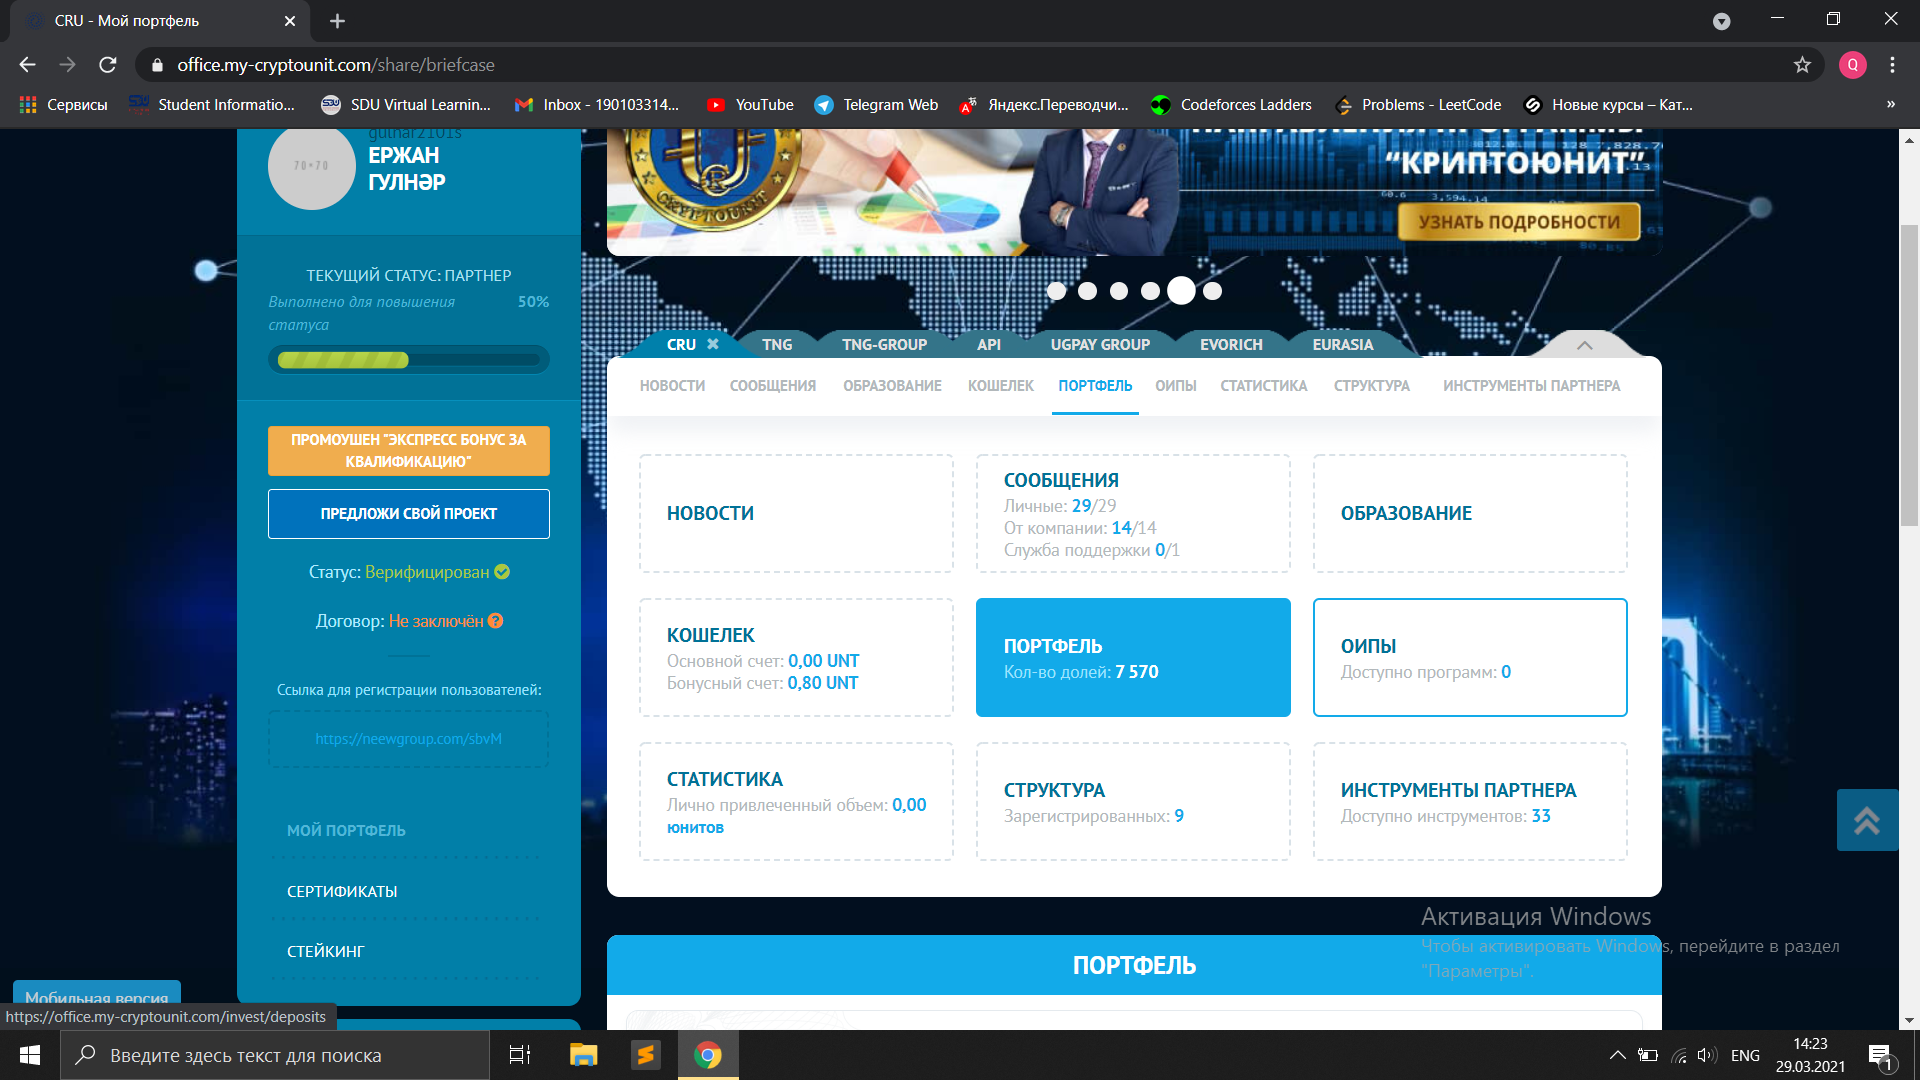 CRU - Мой портфель
office.my-cryptounit.com/share/briefcase
Q
Сервисы
Student Informatio...
SDU Virtual Learnin...
Inbox - 190103314...
YouTube
Telegram Web
Яндекс.Переводчи...
Codeforces Ladders
Problems - LeetCode
Новые курсы – Кат...
»
gulnar2101s
70×70
ЕРЖАН
ГУЛНӘР
ТЕКУЩИЙ СТАТУС: ПАРТНЕР
Выполнено для повышения
статуса
50%
ПРОМОУШЕН "ЭКСПРЕСС БОНУС ЗА
КВАЛИФИКАЦИЮ"
ПРЕДЛОЖИ СВОЙ ПРОЕКТ
Статус: Верифицирован
Договор: Не заключён
Ссылка для регистрации пользователей:
https://neewgroup.com/sbvM
МОЙ ПОРТФЕЛЬ
СЕРТИФИКАТЫ
СТЕЙКИНГ
Мобильная версия
https://office.my-cryptounit.com/invest/deposits
CRYPTOUNIT
НАПРАВЛЕНИЯ ПРОГРАММЫ
“КРИПТОЮНИТ”
УЗНАТЬ ПОДРОБНОСТИ
CRU
TNG
TNG-GROUP
API
UGPAY GROUP
EVORICH
EURASIA
НОВОСТИ
СООБЩЕНИЯ
ОБРАЗОВАНИЕ
КОШЕЛЕК
ПОРТФЕЛЬ
ОИПЫ
СТАТИСТИКА
СТРУКТУРА
ИНСТРУМЕНТЫ ПАРТНЕРА
НОВОСТИ
СООБЩЕНИЯ
Личные: 29/29
От компании: 14/14
Служба поддержки 0/1
ОБРАЗОВАНИЕ
КОШЕЛЕК
Основной счет: 0,00 UNT
Бонусный счет: 0,80 UNT
ПОРТФЕЛЬ
Кол-во долей: 7 570
ОИПЫ
Доступно программ: 0
СТАТИСТИКА
Лично привлеченный объем: 0,00
юнитов
СТРУКТУРА
Зарегистрированных: 9
ИНСТРУМЕНТЫ ПАРТНЕРА
Доступно инструментов: 33
ПОРТФЕЛЬ
Активация Windows
Чтобы активировать Windows, перейдите в раздел
"Параметры".
Введите здесь текст для поиска
ENG
14:23
29.03.2021
1